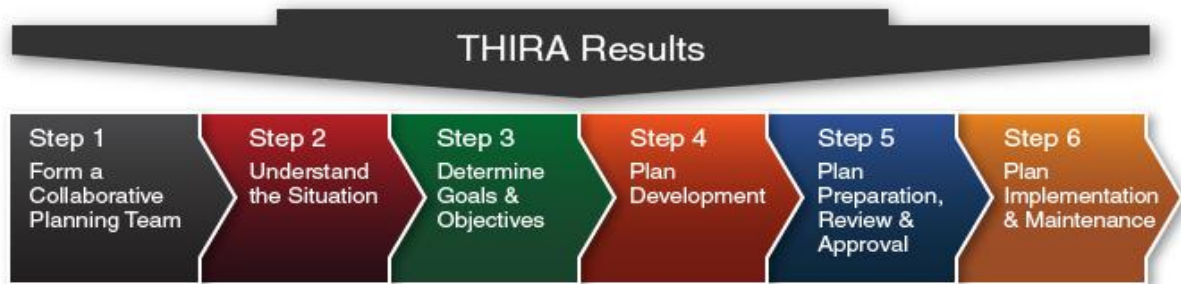 THIRA Results
Step 1
Form a
Collaborative
Planning Team
Step 2
Understand
the Situation
Step 3
Determine
Goals &
Objectives
Step 4
Plan
Development
Step 5
Plan
Preparation,
Review &
Approval
Step 6
Plan
Implementation
& Maintenance